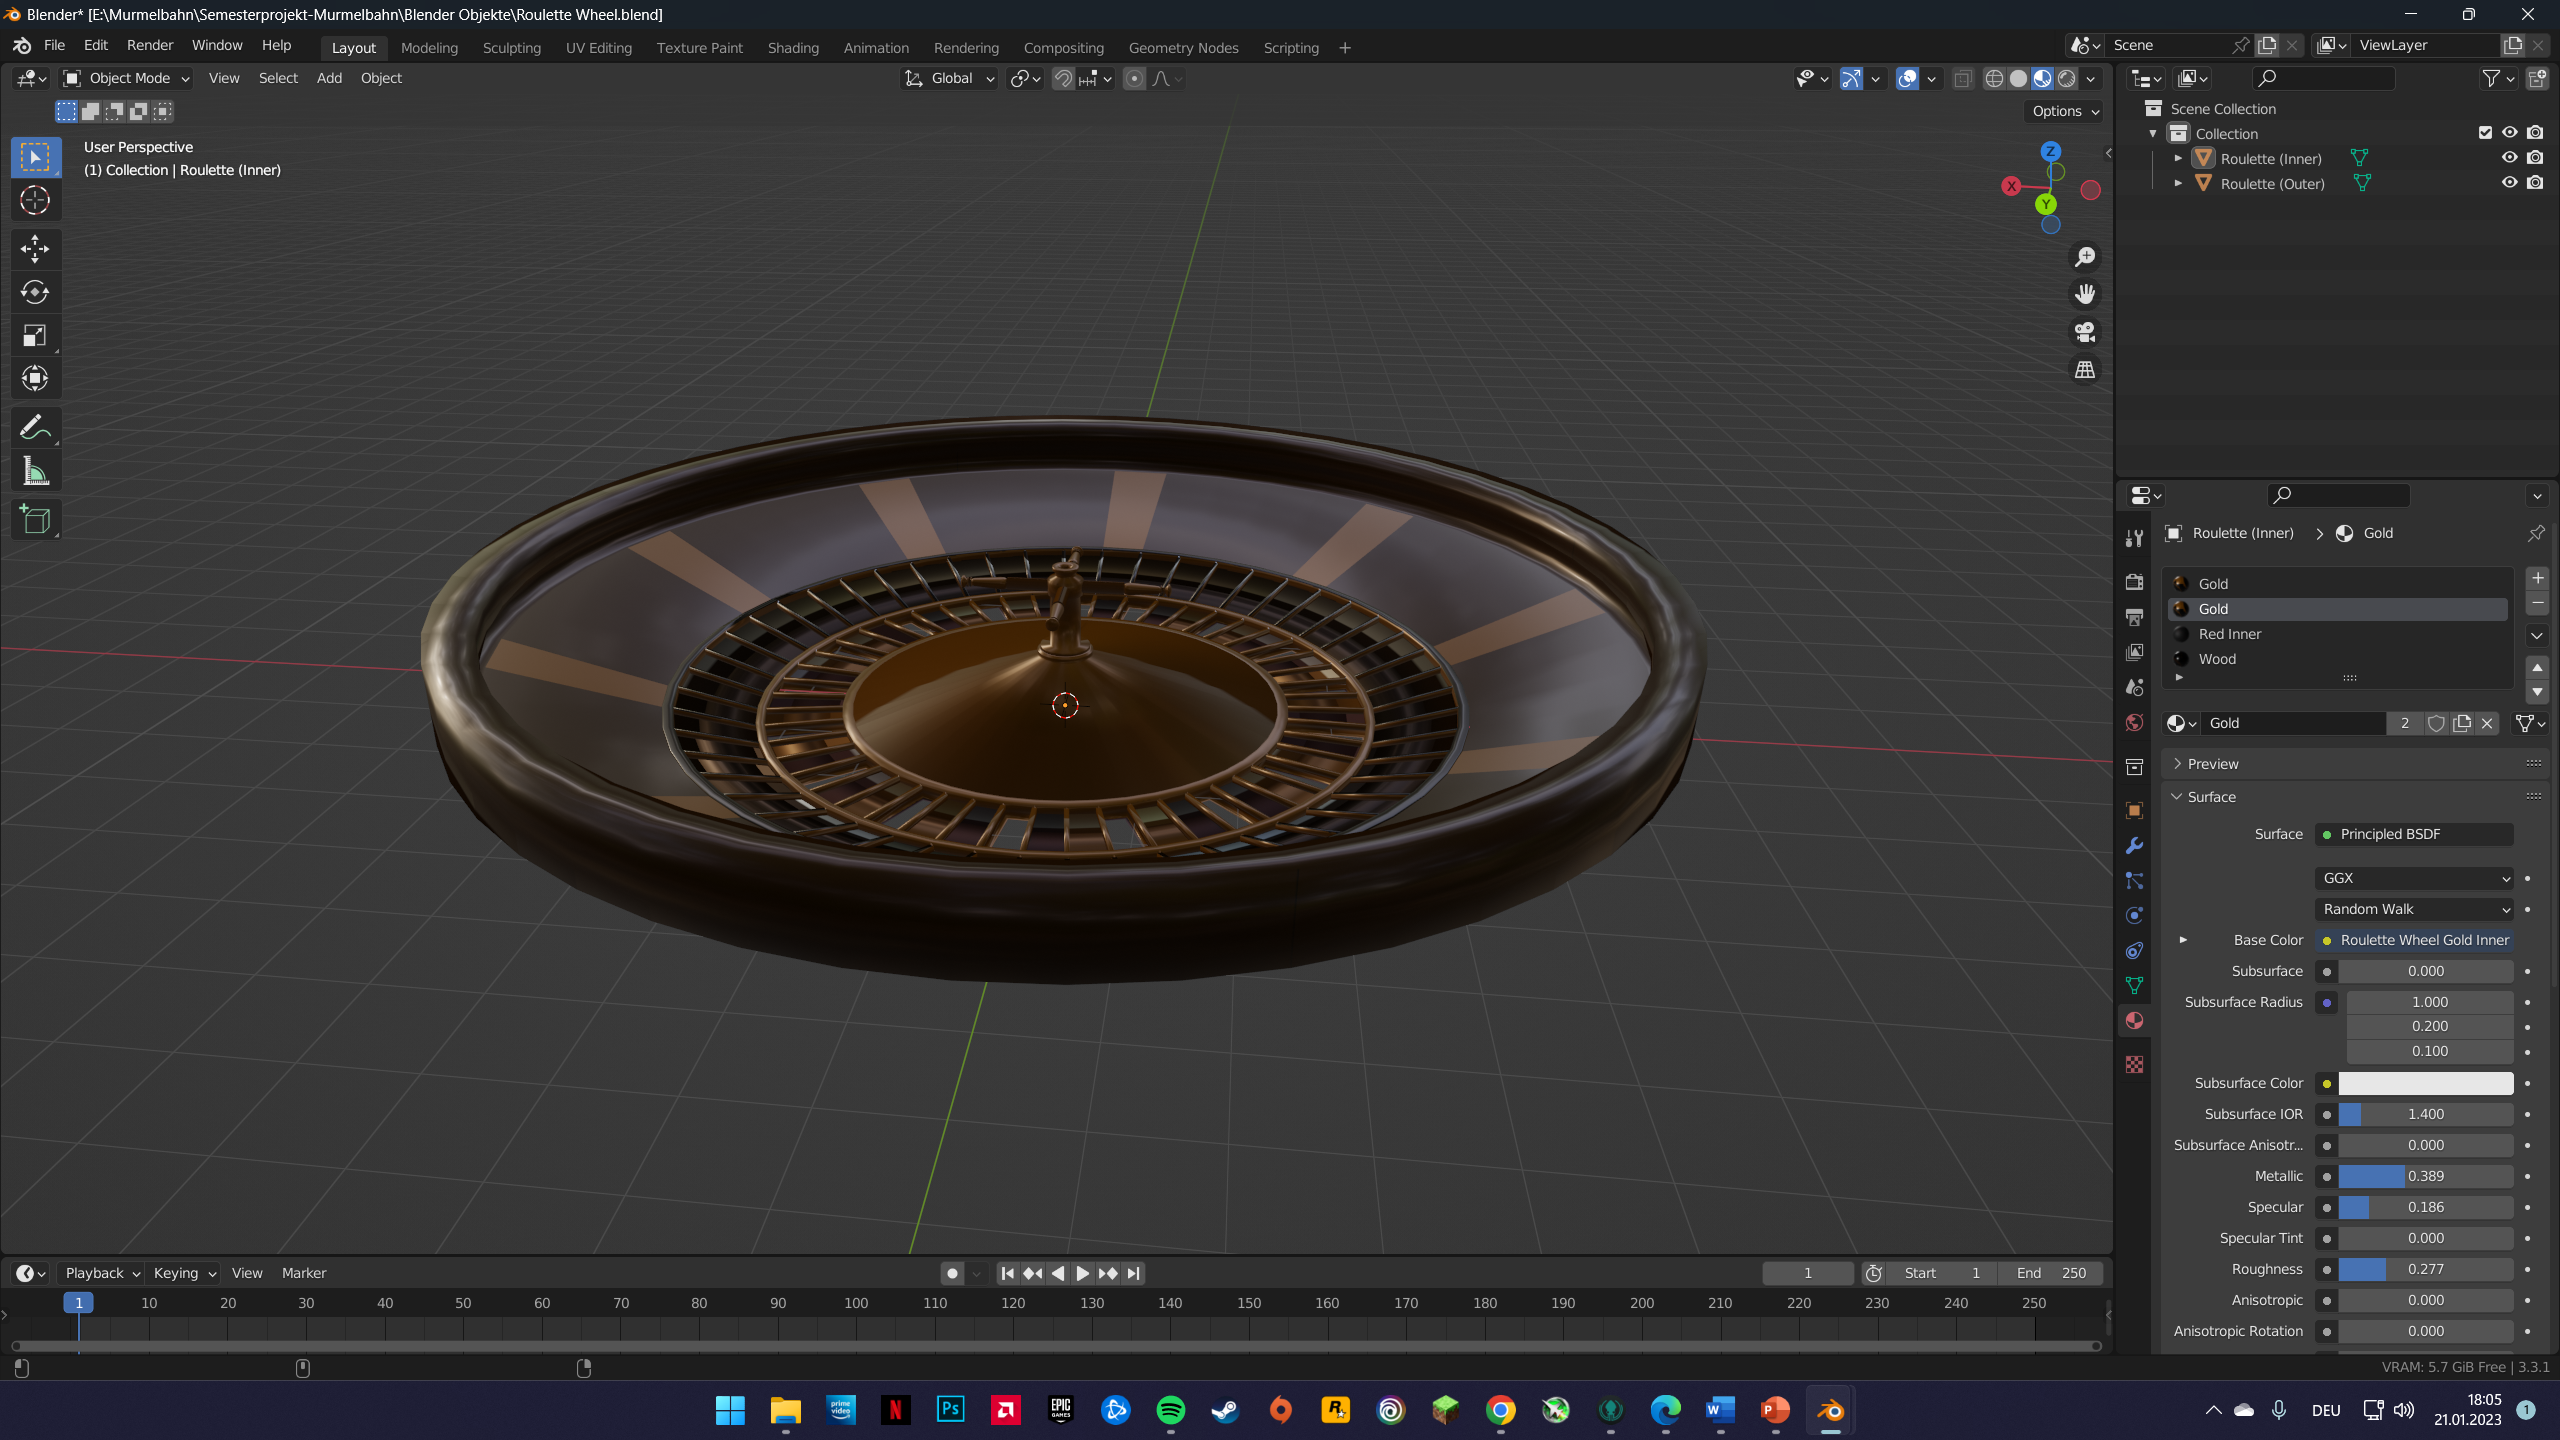 Blender* [E:\Murmelbahn\Semesterprojekt-Murmelbahn\Blender Objekte\Roulette Wheel.blend]
File Edit Render Window Help Layout Modeling Sculpting UV Editing Texture Paint Shading Animation Rendering Compositing Geometry Nodes Scripting + Scene ViewLayer
Object Mode View Select Add Object Global
Options
User Perspective
(1) Collection | Roulette (Inner)
Z
X
Y
Scene Collection
Collection
Roulette (Inner)
Roulette (Outer)
Roulette (Inner) > Gold
Gold
Gold
Red Inner
Wood
Gold 2
Preview
Surface
Surface Principled BSDF
GGX
Random Walk
Base Color Roulette Wheel Gold Inner
Subsurface 0.000
Subsurface Radius 1.000
0.200
0.100
Subsurface Color
Subsurface IOR 1.400
Subsurface Anisotr... 0.000
Metallic 0.389
Specular 0.186
Specular Tint 0.000
Roughness 0.277
Anisotropic 0.000
Anisotropic Rotation 0.000
Playback Keying View Marker 1 Start 1 End 250
1 10 20 30 40 50 60 70 80 90 100 110 120 130 140 150 160 170 180 190 200 210 220 230 240 250
VRAM: 5.7 GiB Free | 3.3.1
prime video
N
Ps
EPIC GAMES
R
W
P
DEU
18:05
21.01.2023
1